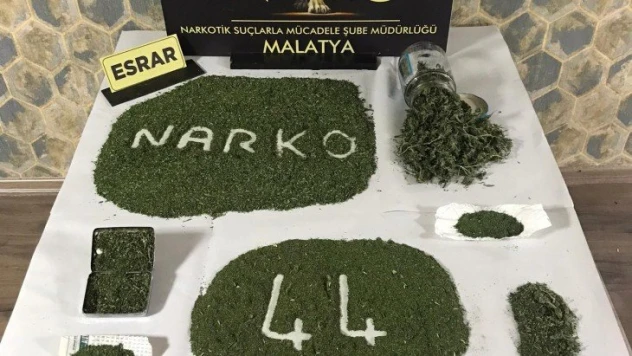 NARKOTİK SUÇLARLA MÜCADELE ŞUBE MÜDÜRLÜĞÜ
MALATYA
ESRAR
NARKO
44